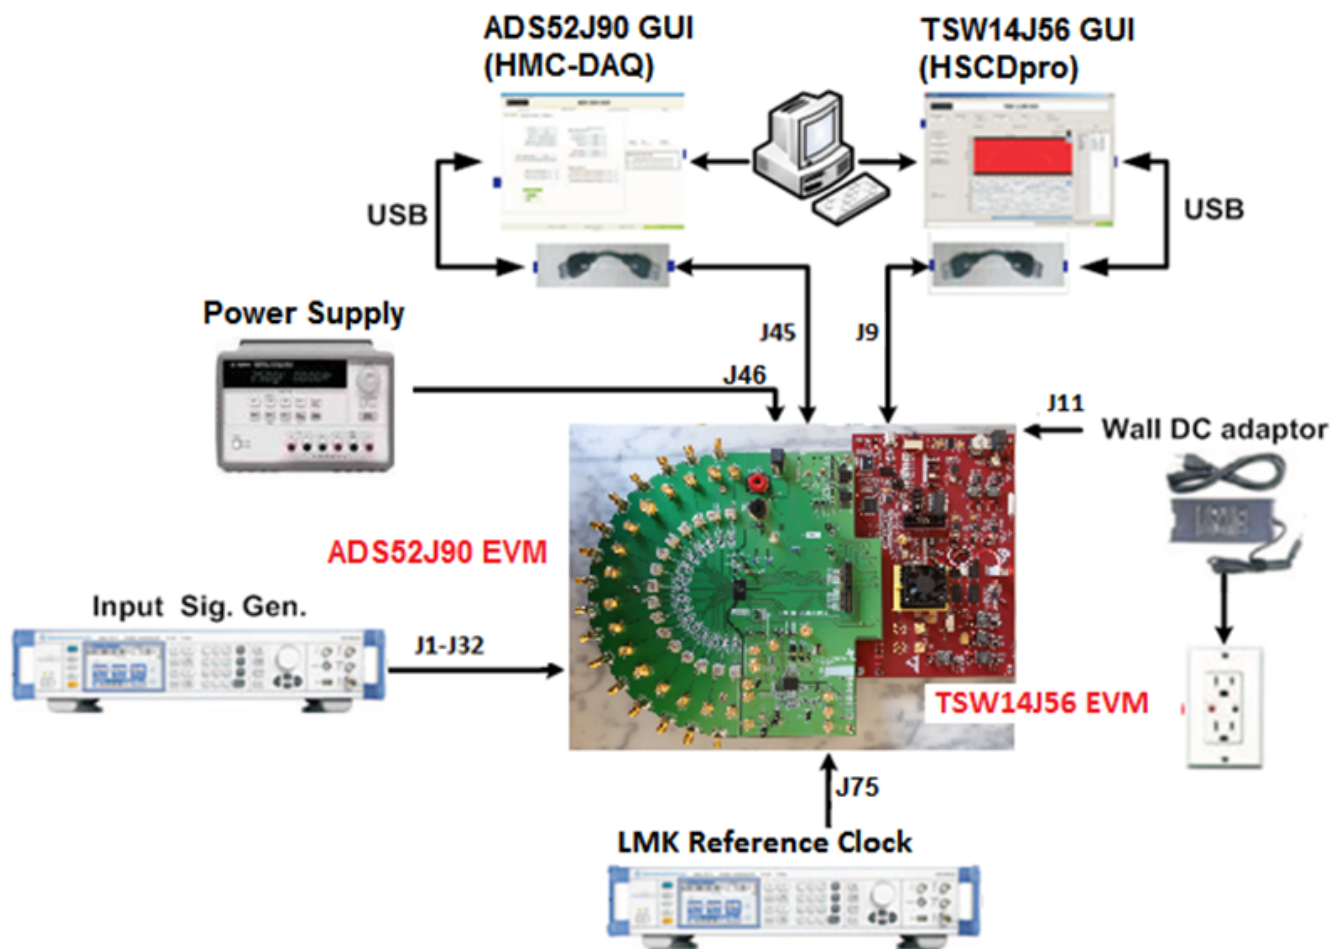 ADS52J90 GUI
(HMC-DAQ)
TSW14J56 GUI
(HSCDpro)
USB
USB
Power Supply
J45
J9
J46
J11
Wall DC adaptor
ADS52J90 EVM
Input Sig. Gen.
J1-J32
TSW14J56 EVM
J75
LMK Reference Clock